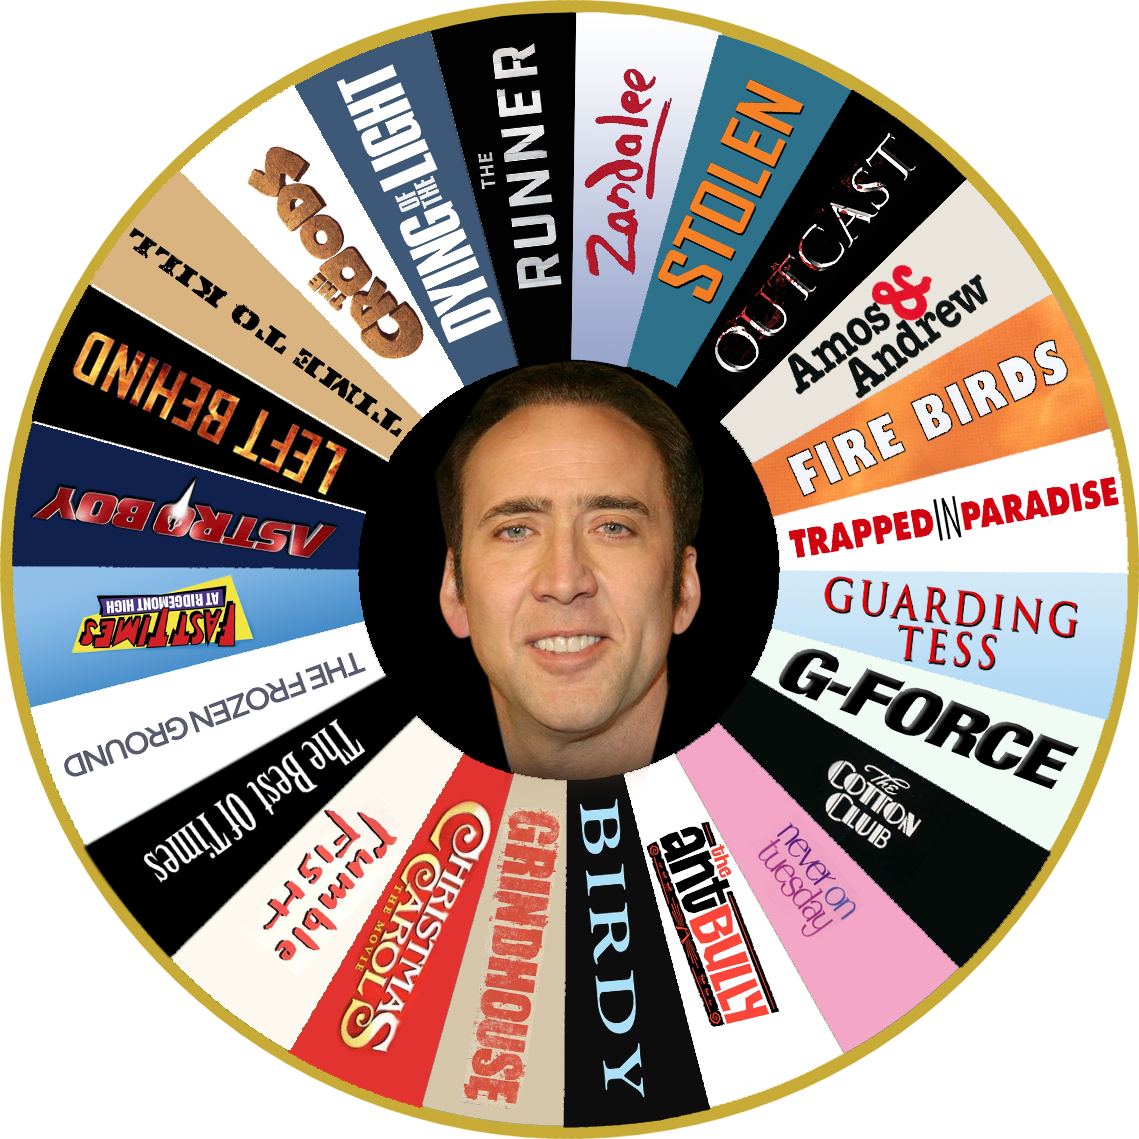 THE
RUNNER
Zandalee
STOLEN
OUTCAST
Amos
&
Andrew
FIRE BIRDS
TRAPPED IN PARADISE
GUARDING
TESS
G-FORCE
The
COTTON
CLUB
never on
tuesday
the
ant BULLY
BIRDY
GRINDHOUSE
CHRISTMAS
CAROL
THE MOVIE
rumble
FISH
The Best Of Times
THE FROZEN GROUND
FAST TIMES
AT RIDGEMONT HIGH
ASTRO BOY
LEFT BEHIND
TIME TO KILL
THE
CROODS
DYING OF THE LIGHT